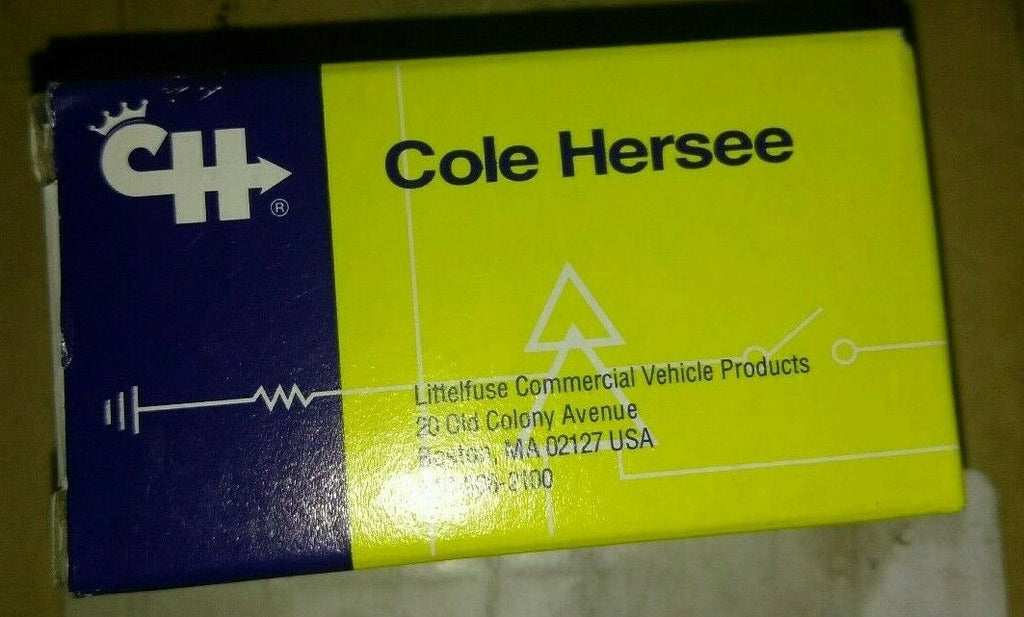 CH®
Cole Hersee
Littelfuse Commercial Vehicle Products
20 Old Colony Avenue
Boston, MA 02127 USA